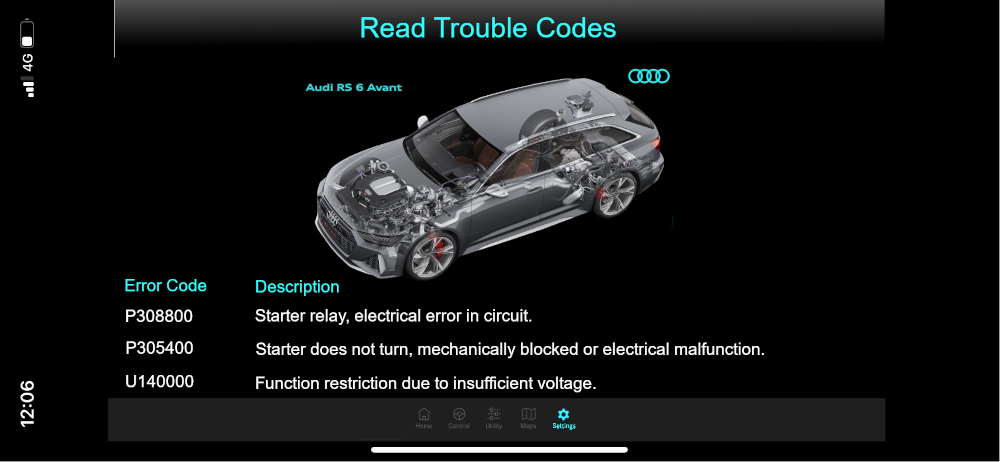 Read Trouble Codes
4G
Audi RS 6 Avant
Error Code Description
P308800 Starter relay, electrical error in circuit.
P305400 Starter does not turn, mechanically blocked or electrical malfunction.
U140000 Function restriction due to insufficient voltage.
12:06
Home Control Utility Maps Settings